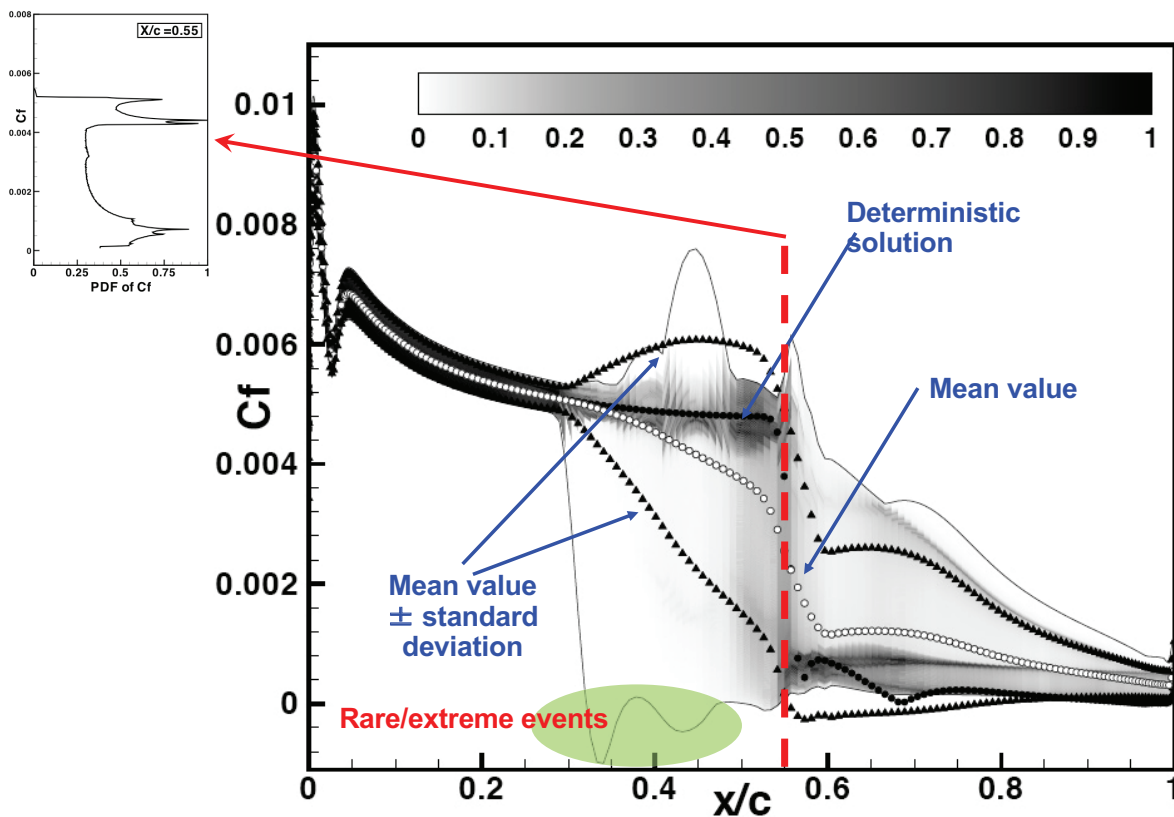 0.008
X/c =0.55
0.006
Cf
0.004
0.002
0
0 0.25 0.5 0.75 1
PDF of Cf
0 0.1 0.2 0.3 0.4 0.5 0.6 0.7 0.8 0.9 1
0.01
Deterministic
solution
0.008
0.006
Mean value
Cf
0.004
0.002
Mean value
± standard
deviation
0
Rare/extreme events
0 0.2 0.4 0.6 0.8 1
x/c